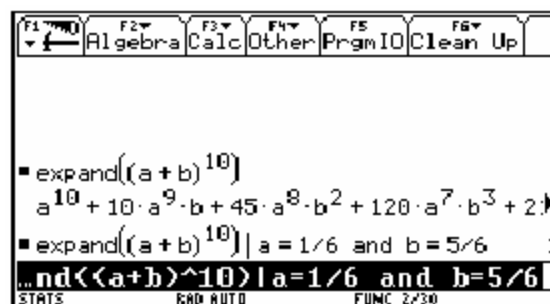 F1 F2 F3 F4 F5 F6
Algebra Calc Other PrgmIO Clean Up
■ expand((a + b)^10)
a^10 + 10·a^9·b + 45·a^8·b^2 + 120·a^7·b^3 + 2
■ expand((a + b)^10) | a = 1/6 and b = 5/6
…nd((a+b)^10)|a=1/6 and b=5/6
STATS RAD AUTO FUNC 2/30